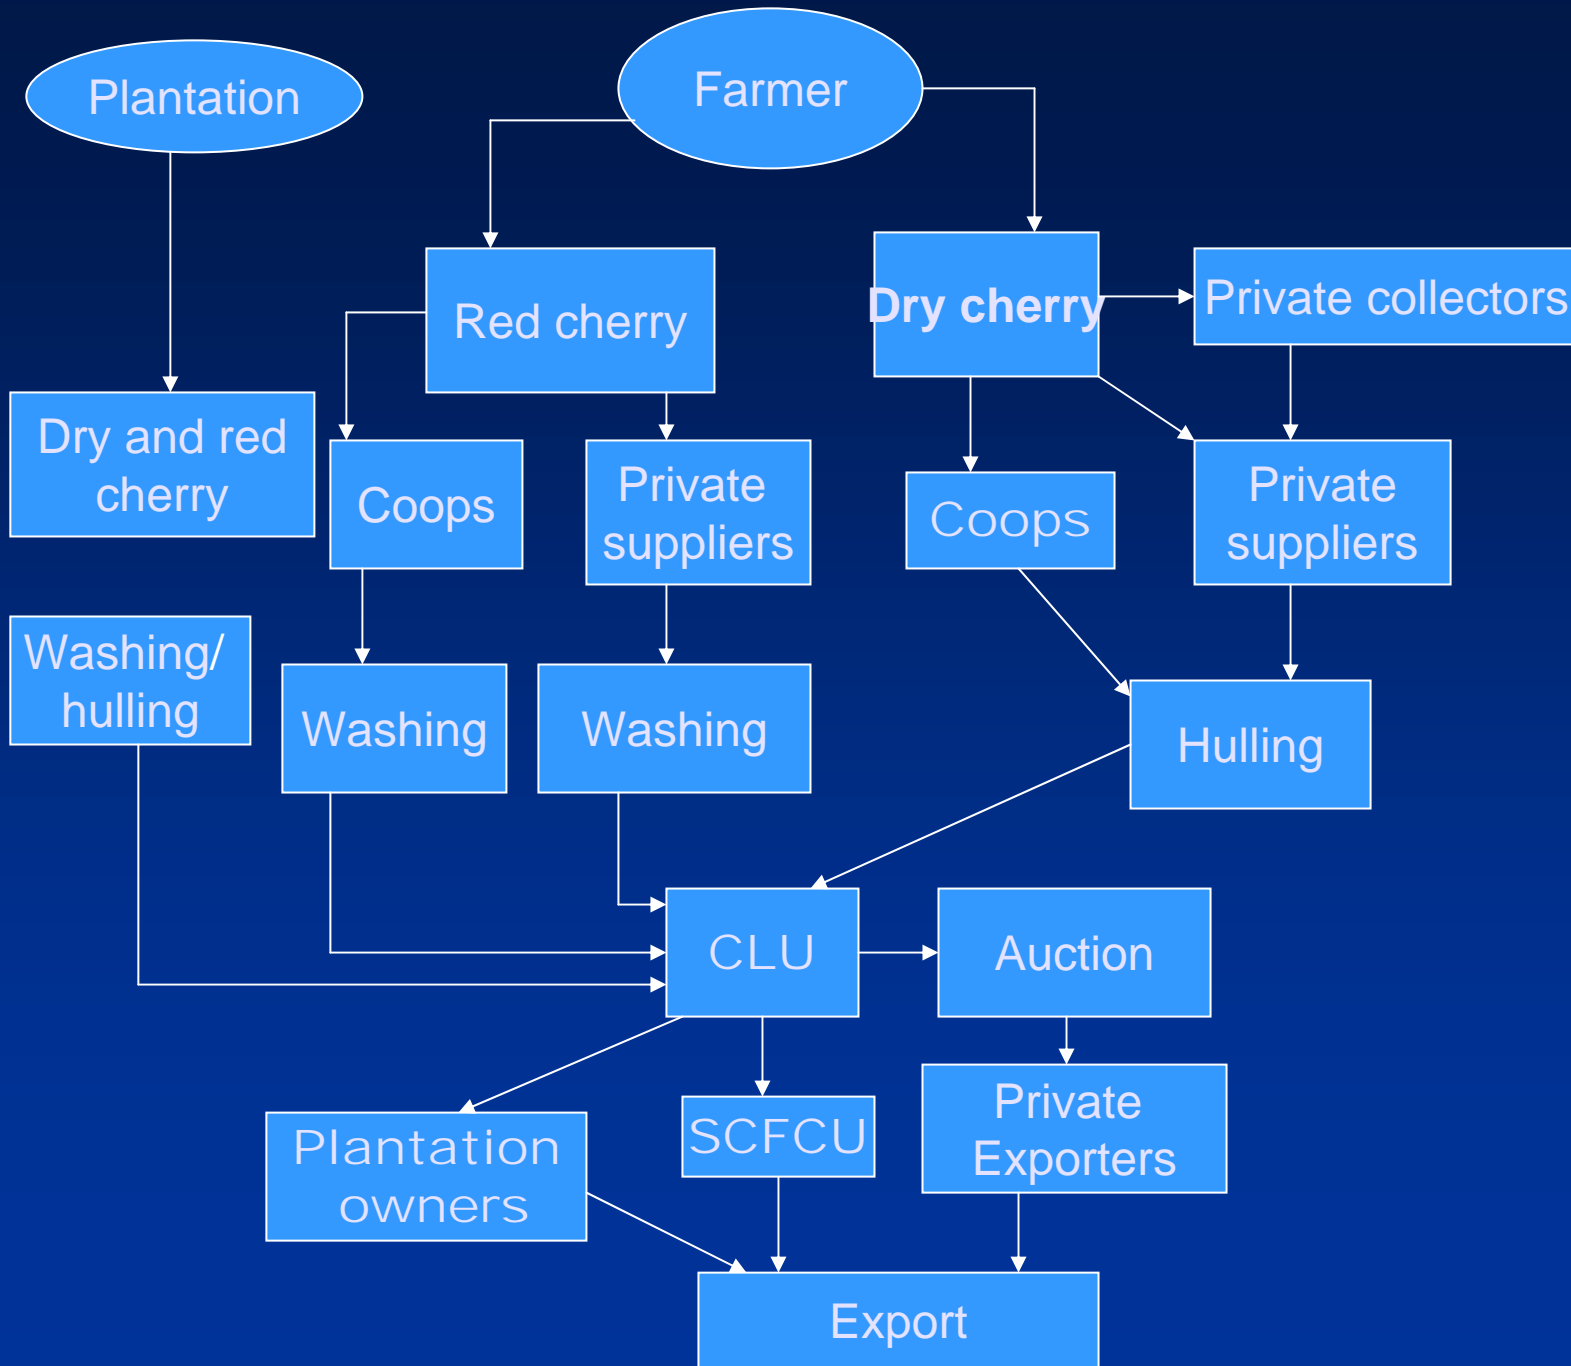 Plantation
Farmer
Red cherry
Dry cherry
Private collectors
Dry and red
cherry
Coops
Private
suppliers
Coops
Private
suppliers
Washing/
hulling
Washing
Washing
Hulling
CLU
Auction
Plantation
owners
SCFCU
Private
Exporters
Export